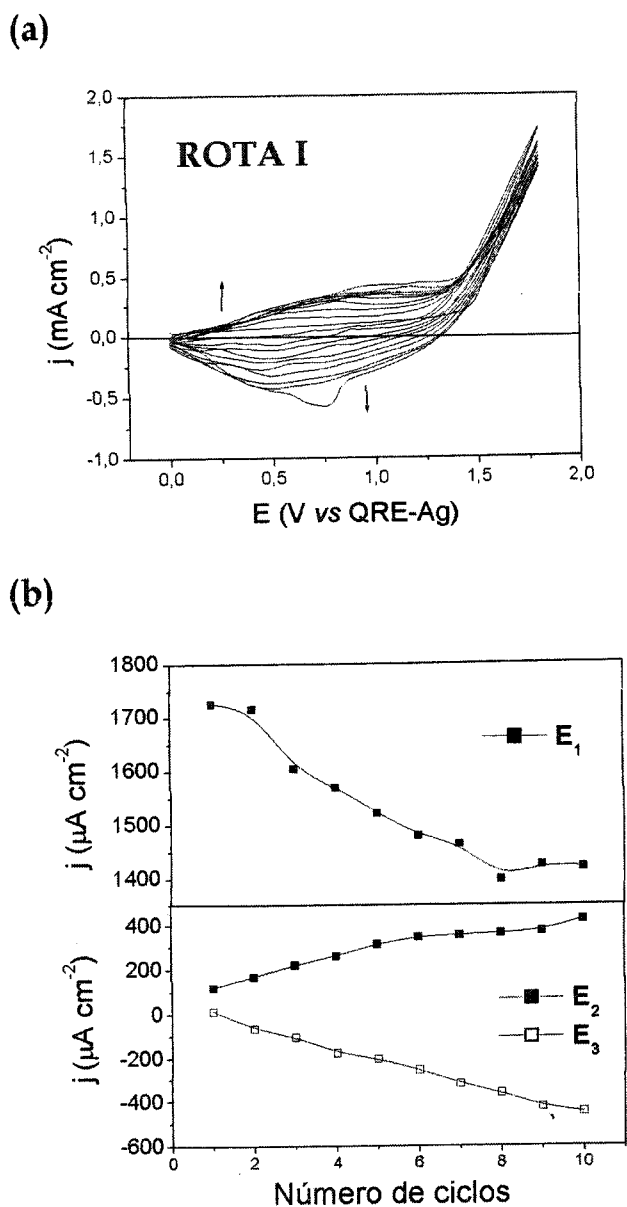 (a)
2,0
1,5
1,0
0,5
0,0
-0,5
-1,0
j (mA cm⁻²)
ROTA I
0,0 0,5 1,0 1,5 2,0
E (V vs QRE-Ag)
(b)
1800
1700
1600
1500
1400
j (µA cm⁻²)
E₁
400
200
0
-200
-400
-600
j (µA cm⁻²)
E₂
E₃
0 2 4 6 8 10
Número de ciclos